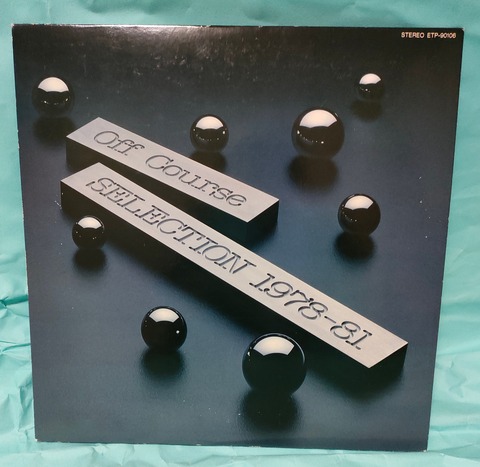 STEREO ETP-90106
Off Course
SELECTION 1978-81